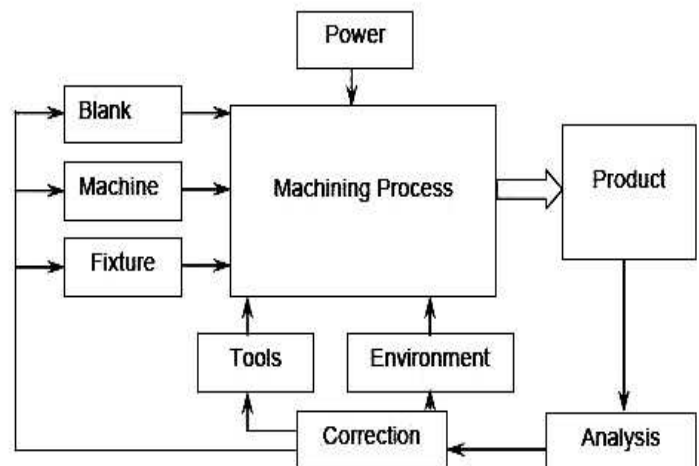 Power
Blank
Machine
Fixture
Machining Process
Product
Tools
Environment
Correction
Analysis